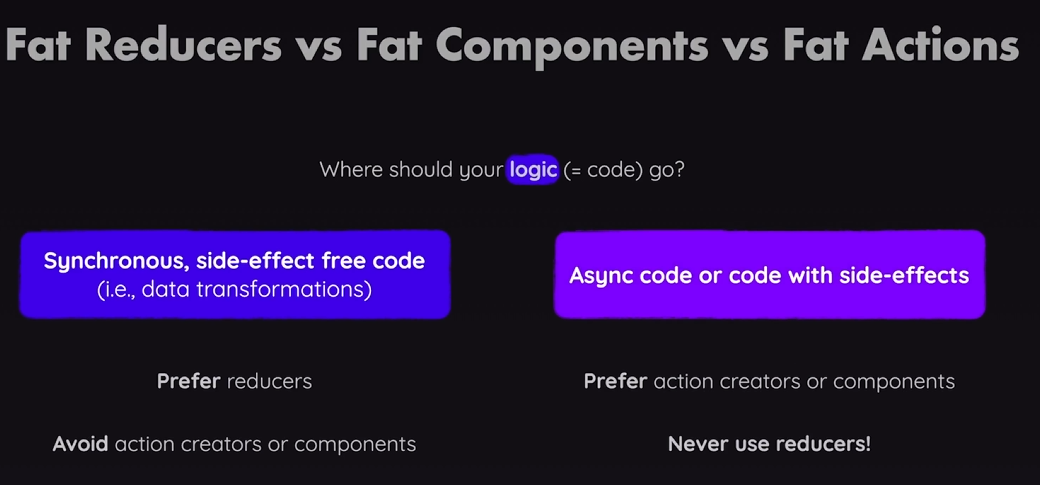 Fat Reducers vs Fat Components vs Fat Actions
Where should your logic (= code) go?
Synchronous, side-effect free code
(i.e., data transformations)
Async code or code with side-effects
Prefer reducers
Prefer action creators or components
Avoid action creators or components
Never use reducers!